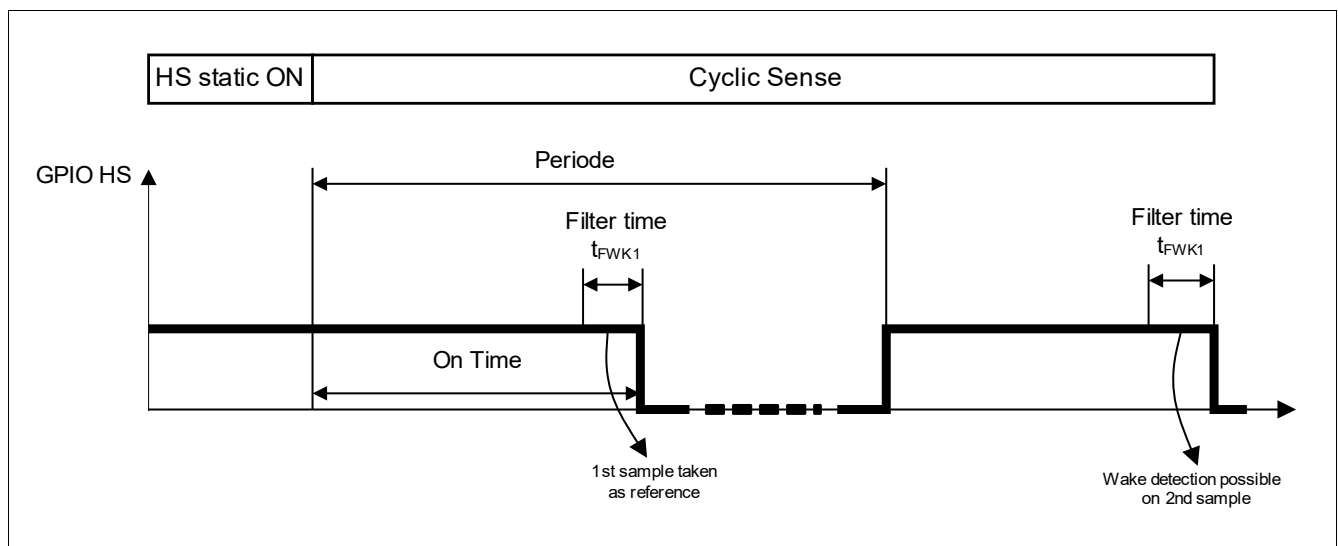 HS static ON
Cyclic Sense
GPIO HS
Periode
Filter time
tFWK1
Filter time
tFWK1
On Time
1st sample taken
as reference
Wake detection possible
on 2nd sample